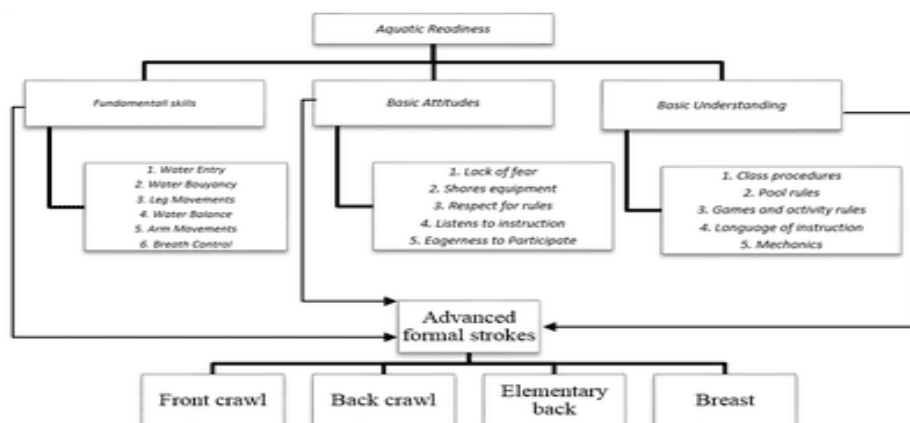 Aquatic Readiness
Fundamentall skills
Basic Attitudes
Basic Understanding
1. Water Entry
2. Water Bouyancy
3. Leg Movements
4. Water Balance
5. Arm Movements
6. Breath Control
1. Lack of fear
2. Shares equipment
3. Respect for rules
4. Listens to instruction
5. Eagerness to Participate
1. Class procedures
2. Pool rules
3. Games and activity rules
4. Language of instruction
5. Mechonics
Advanced
formal strokes
Front crawl
Back crawl
Elementary
back
Breast